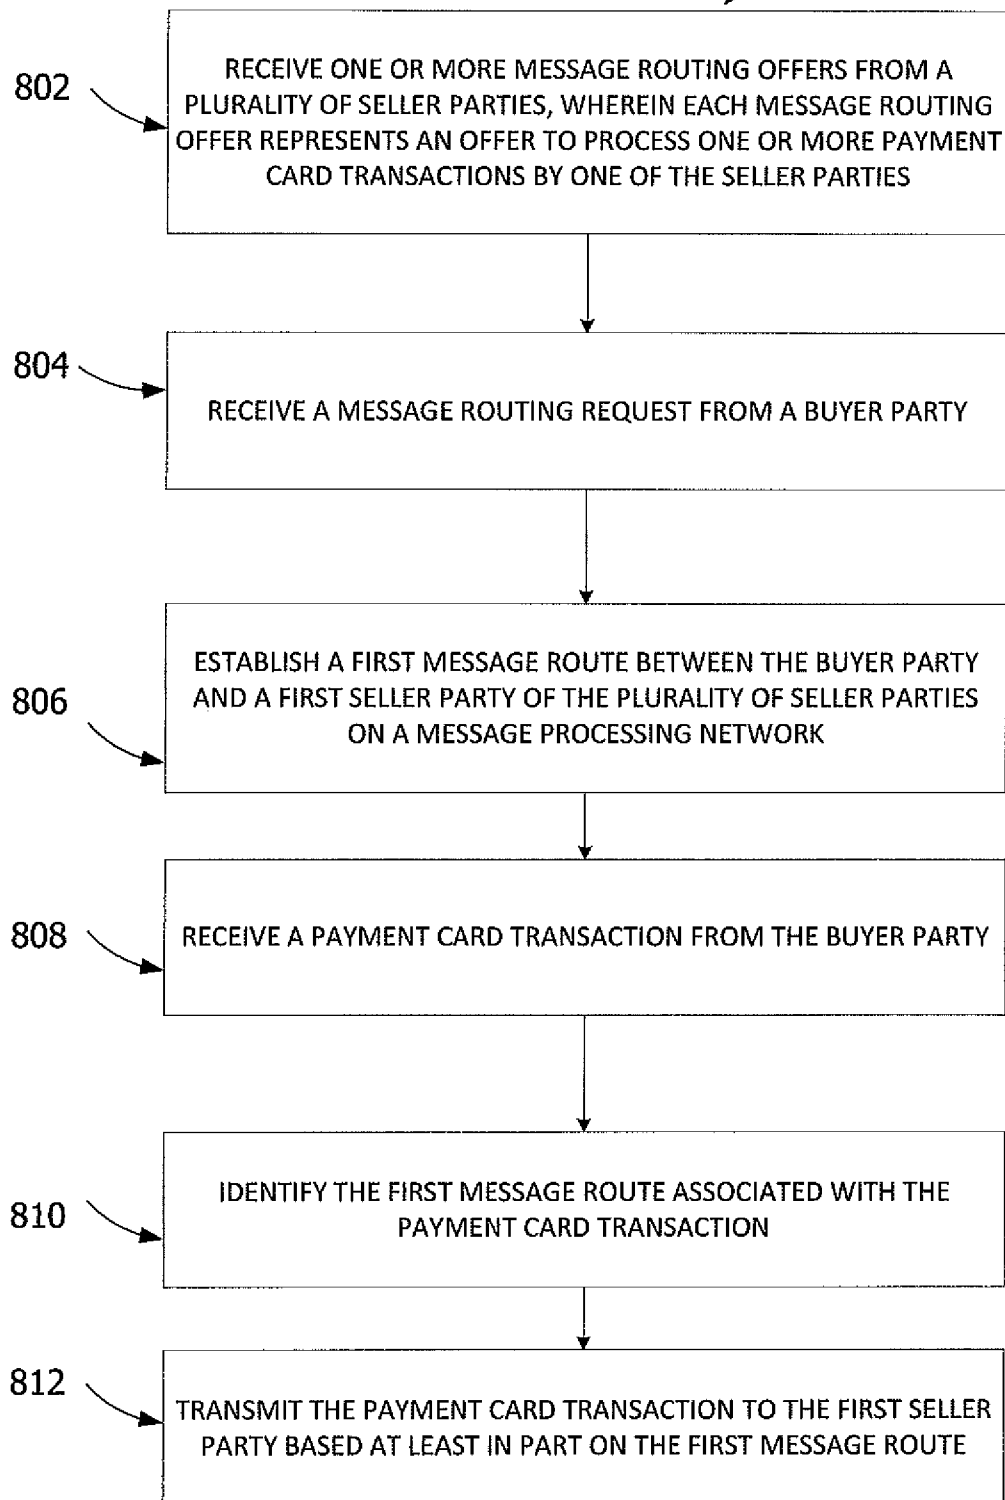 802
RECEIVE ONE OR MORE MESSAGE ROUTING OFFERS FROM A
PLURALITY OF SELLER PARTIES, WHEREIN EACH MESSAGE ROUTING
OFFER REPRESENTS AN OFFER TO PROCESS ONE OR MORE PAYMENT
CARD TRANSACTIONS BY ONE OF THE SELLER PARTIES
804
RECEIVE A MESSAGE ROUTING REQUEST FROM A BUYER PARTY
806
ESTABLISH A FIRST MESSAGE ROUTE BETWEEN THE BUYER PARTY
AND A FIRST SELLER PARTY OF THE PLURALITY OF SELLER PARTIES
ON A MESSAGE PROCESSING NETWORK
808
RECEIVE A PAYMENT CARD TRANSACTION FROM THE BUYER PARTY
810
IDENTIFY THE FIRST MESSAGE ROUTE ASSOCIATED WITH THE
PAYMENT CARD TRANSACTION
812
TRANSMIT THE PAYMENT CARD TRANSACTION TO THE FIRST SELLER
PARTY BASED AT LEAST IN PART ON THE FIRST MESSAGE ROUTE